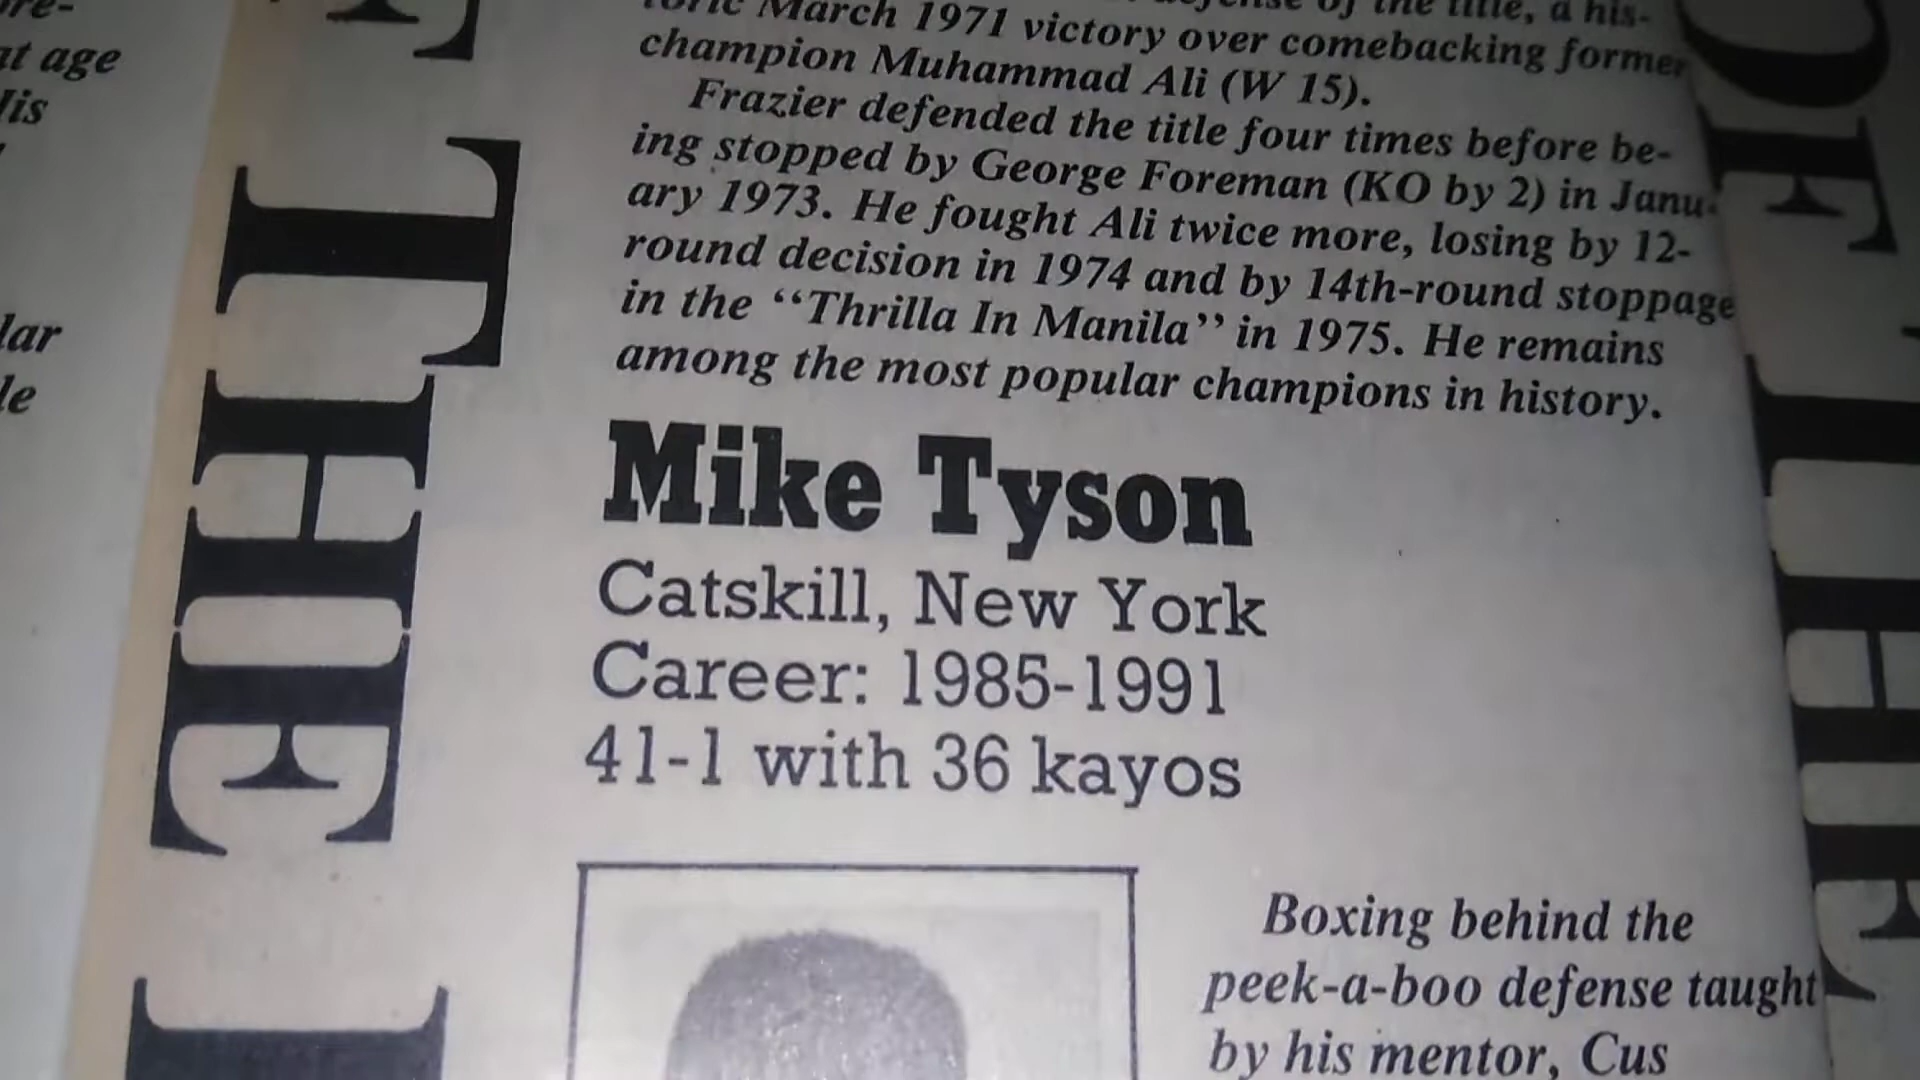 at age
March 1971 victory over comebacking former
champion Muhammad Ali (W 15).
Frazier defended the title four times before be-
ing stopped by George Foreman (KO by 2) in Janu-
ary 1973. He fought Ali twice more, losing by 12-
round decision in 1974 and by 14th-round stoppage
in the “Thrilla In Manila” in 1975. He remains
among the most popular champions in history.
Mike Tyson
Catskill, New York
Career: 1985-1991
41-1 with 36 kayos
Boxing behind the
peek-a-boo defense taught
by his mentor, Cus
THE
THE